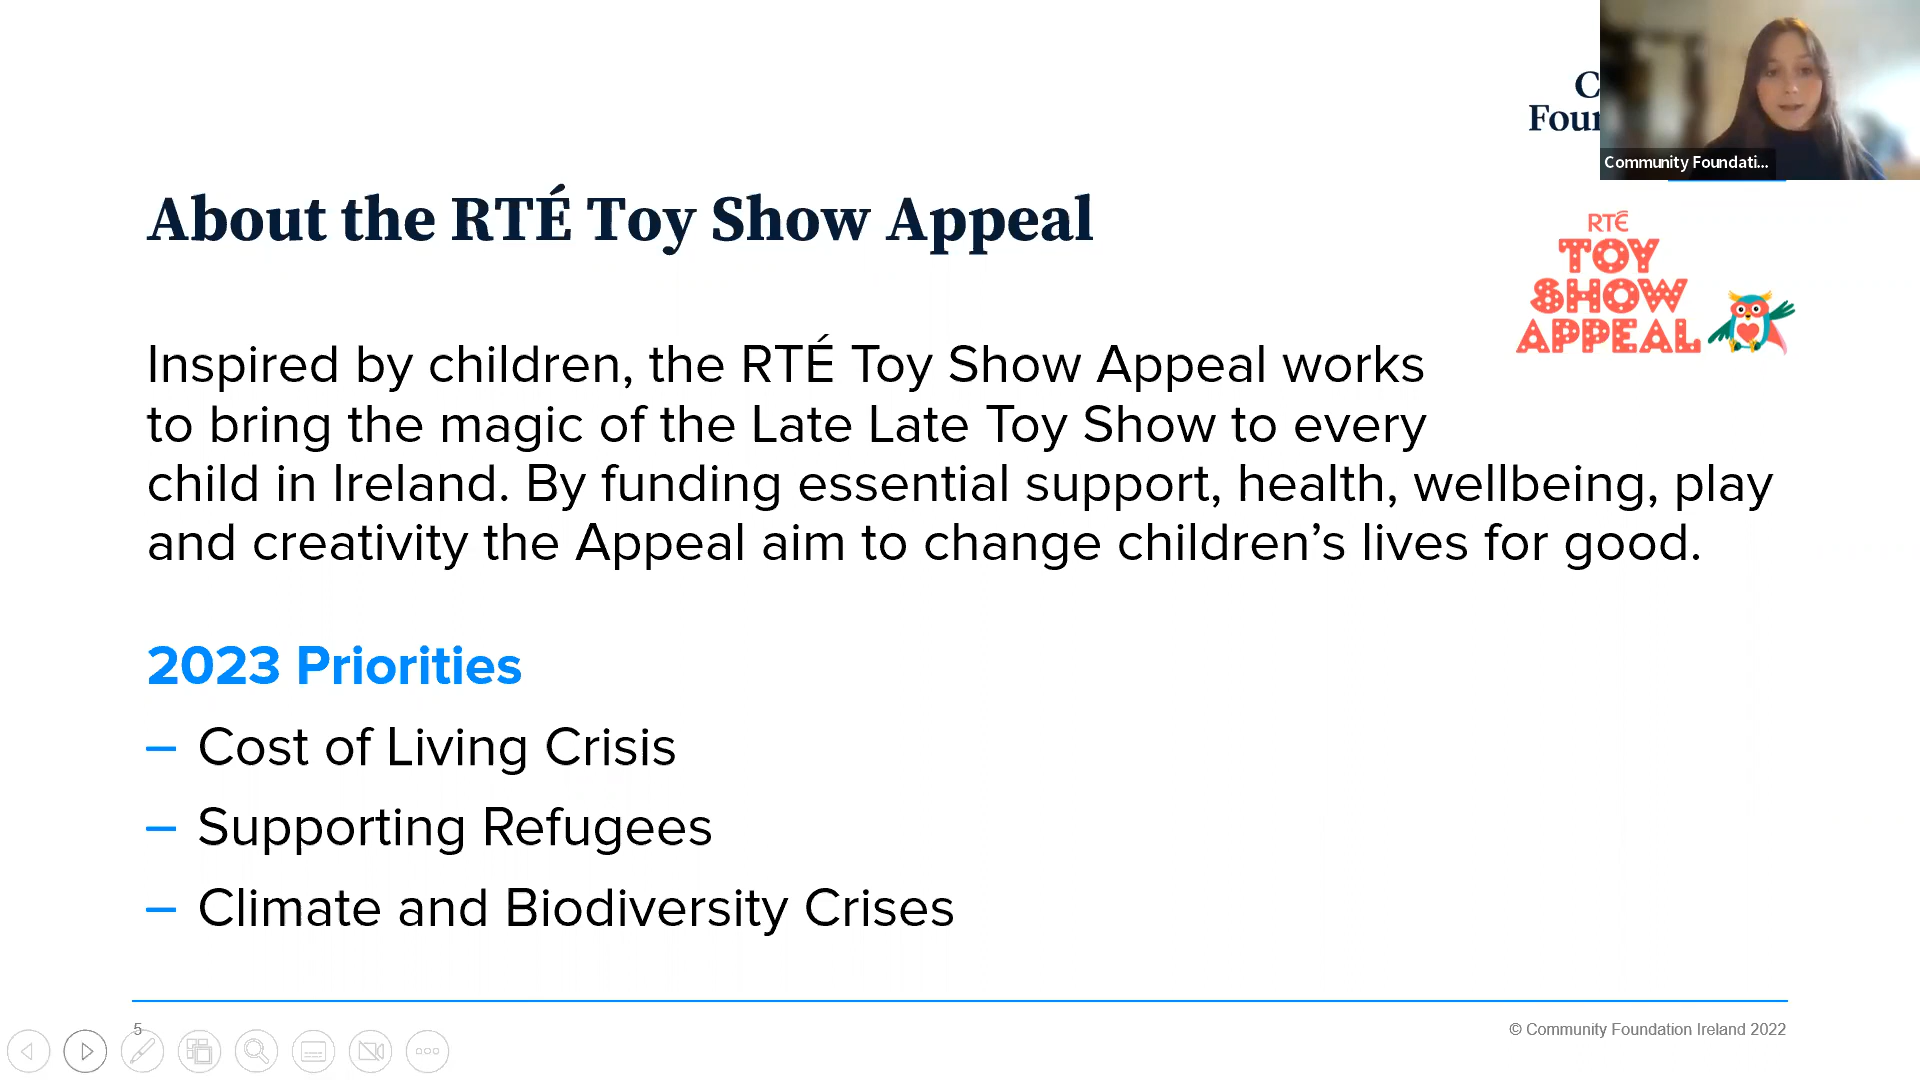 Community Foundati...
About the RTÉ Toy Show Appeal
RTÉ
TOY
SHOW
APPEAL
Inspired by children, the RTÉ Toy Show Appeal works
to bring the magic of the Late Late Toy Show to every
child in Ireland. By funding essential support, health, wellbeing, play
and creativity the Appeal aim to change children’s lives for good.
2023 Priorities
– Cost of Living Crisis
– Supporting Refugees
– Climate and Biodiversity Crises
5
© Community Foundation Ireland 2022